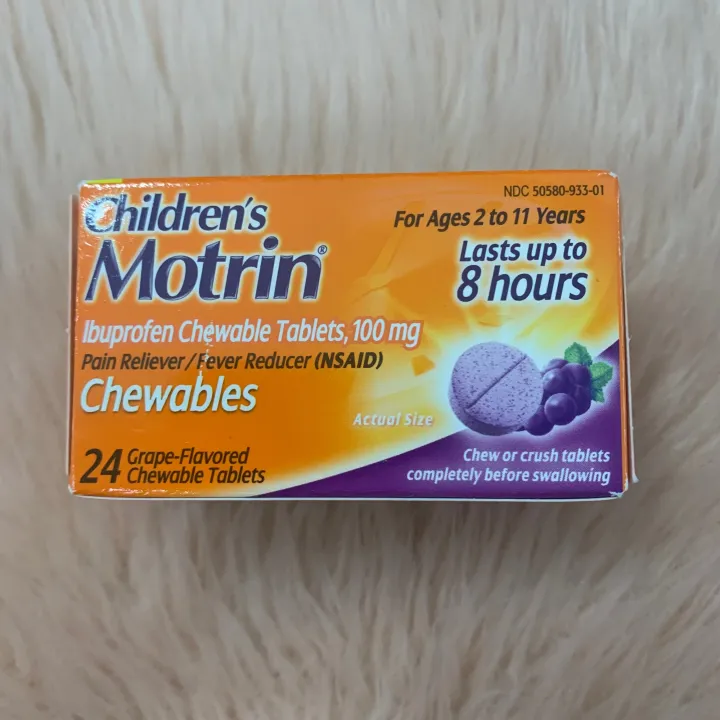 NDC 50580-933-01
Children's
Motrin®
For Ages 2 to 11 Years
Lasts up to
8 hours
Ibuprofen Chewable Tablets, 100 mg
Pain Reliever/Fever Reducer (NSAID)
Chewables
Actual Size
24 Grape-Flavored
Chewable Tablets
Chew or crush tablets
completely before swallowing